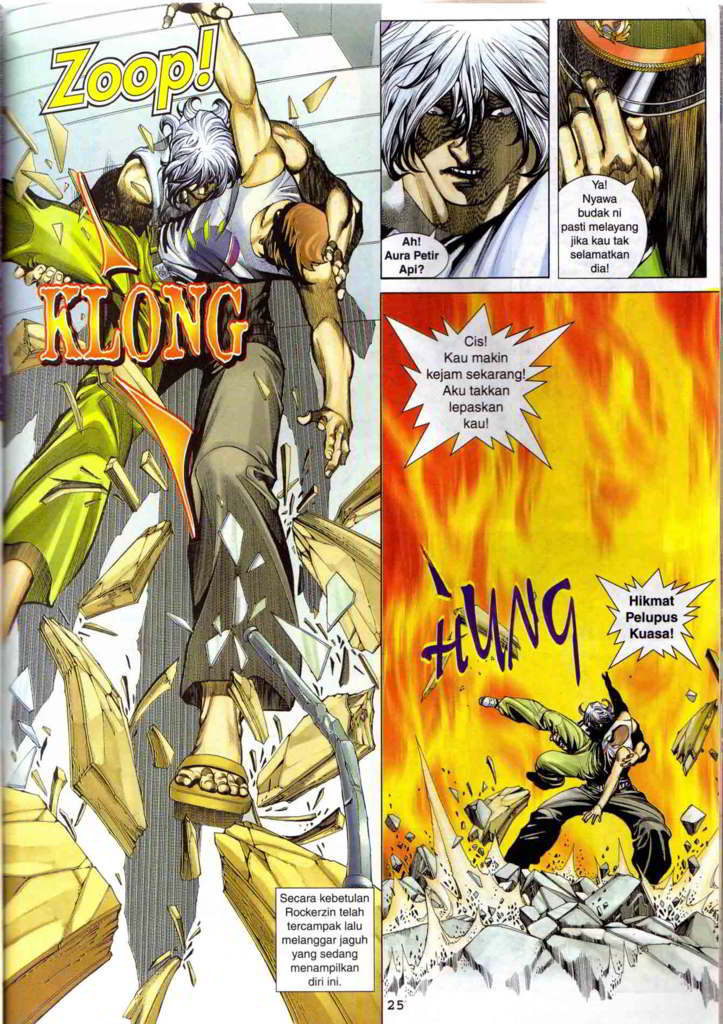 Zoop!
KLONG
Secara kebetulan
Rockerzin telah
tercampak lalu
melanggar jaguh
yang sedang
menampilkan
diri ini.
Ah!
Aura Petir
Api?
Ya!
Nyawa
budak ni
pasti melayang
jika kau tak
selamatkan
dia!
Cis!
Kau makin
kejam sekarang!
Aku takkan
lepaskan
kau!
HUNG
Hikmat
Pelupus
Kuasa!
25